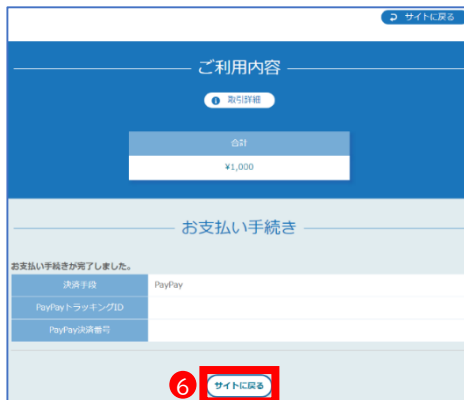 サイトに戻る
ご利用内容
取引詳細
合計
¥1,000
お支払い手続き
お支払い手続きが完了しました。
決済手段 PayPay
PayPayトラッキングID
PayPay決済番号
6 サイトに戻る